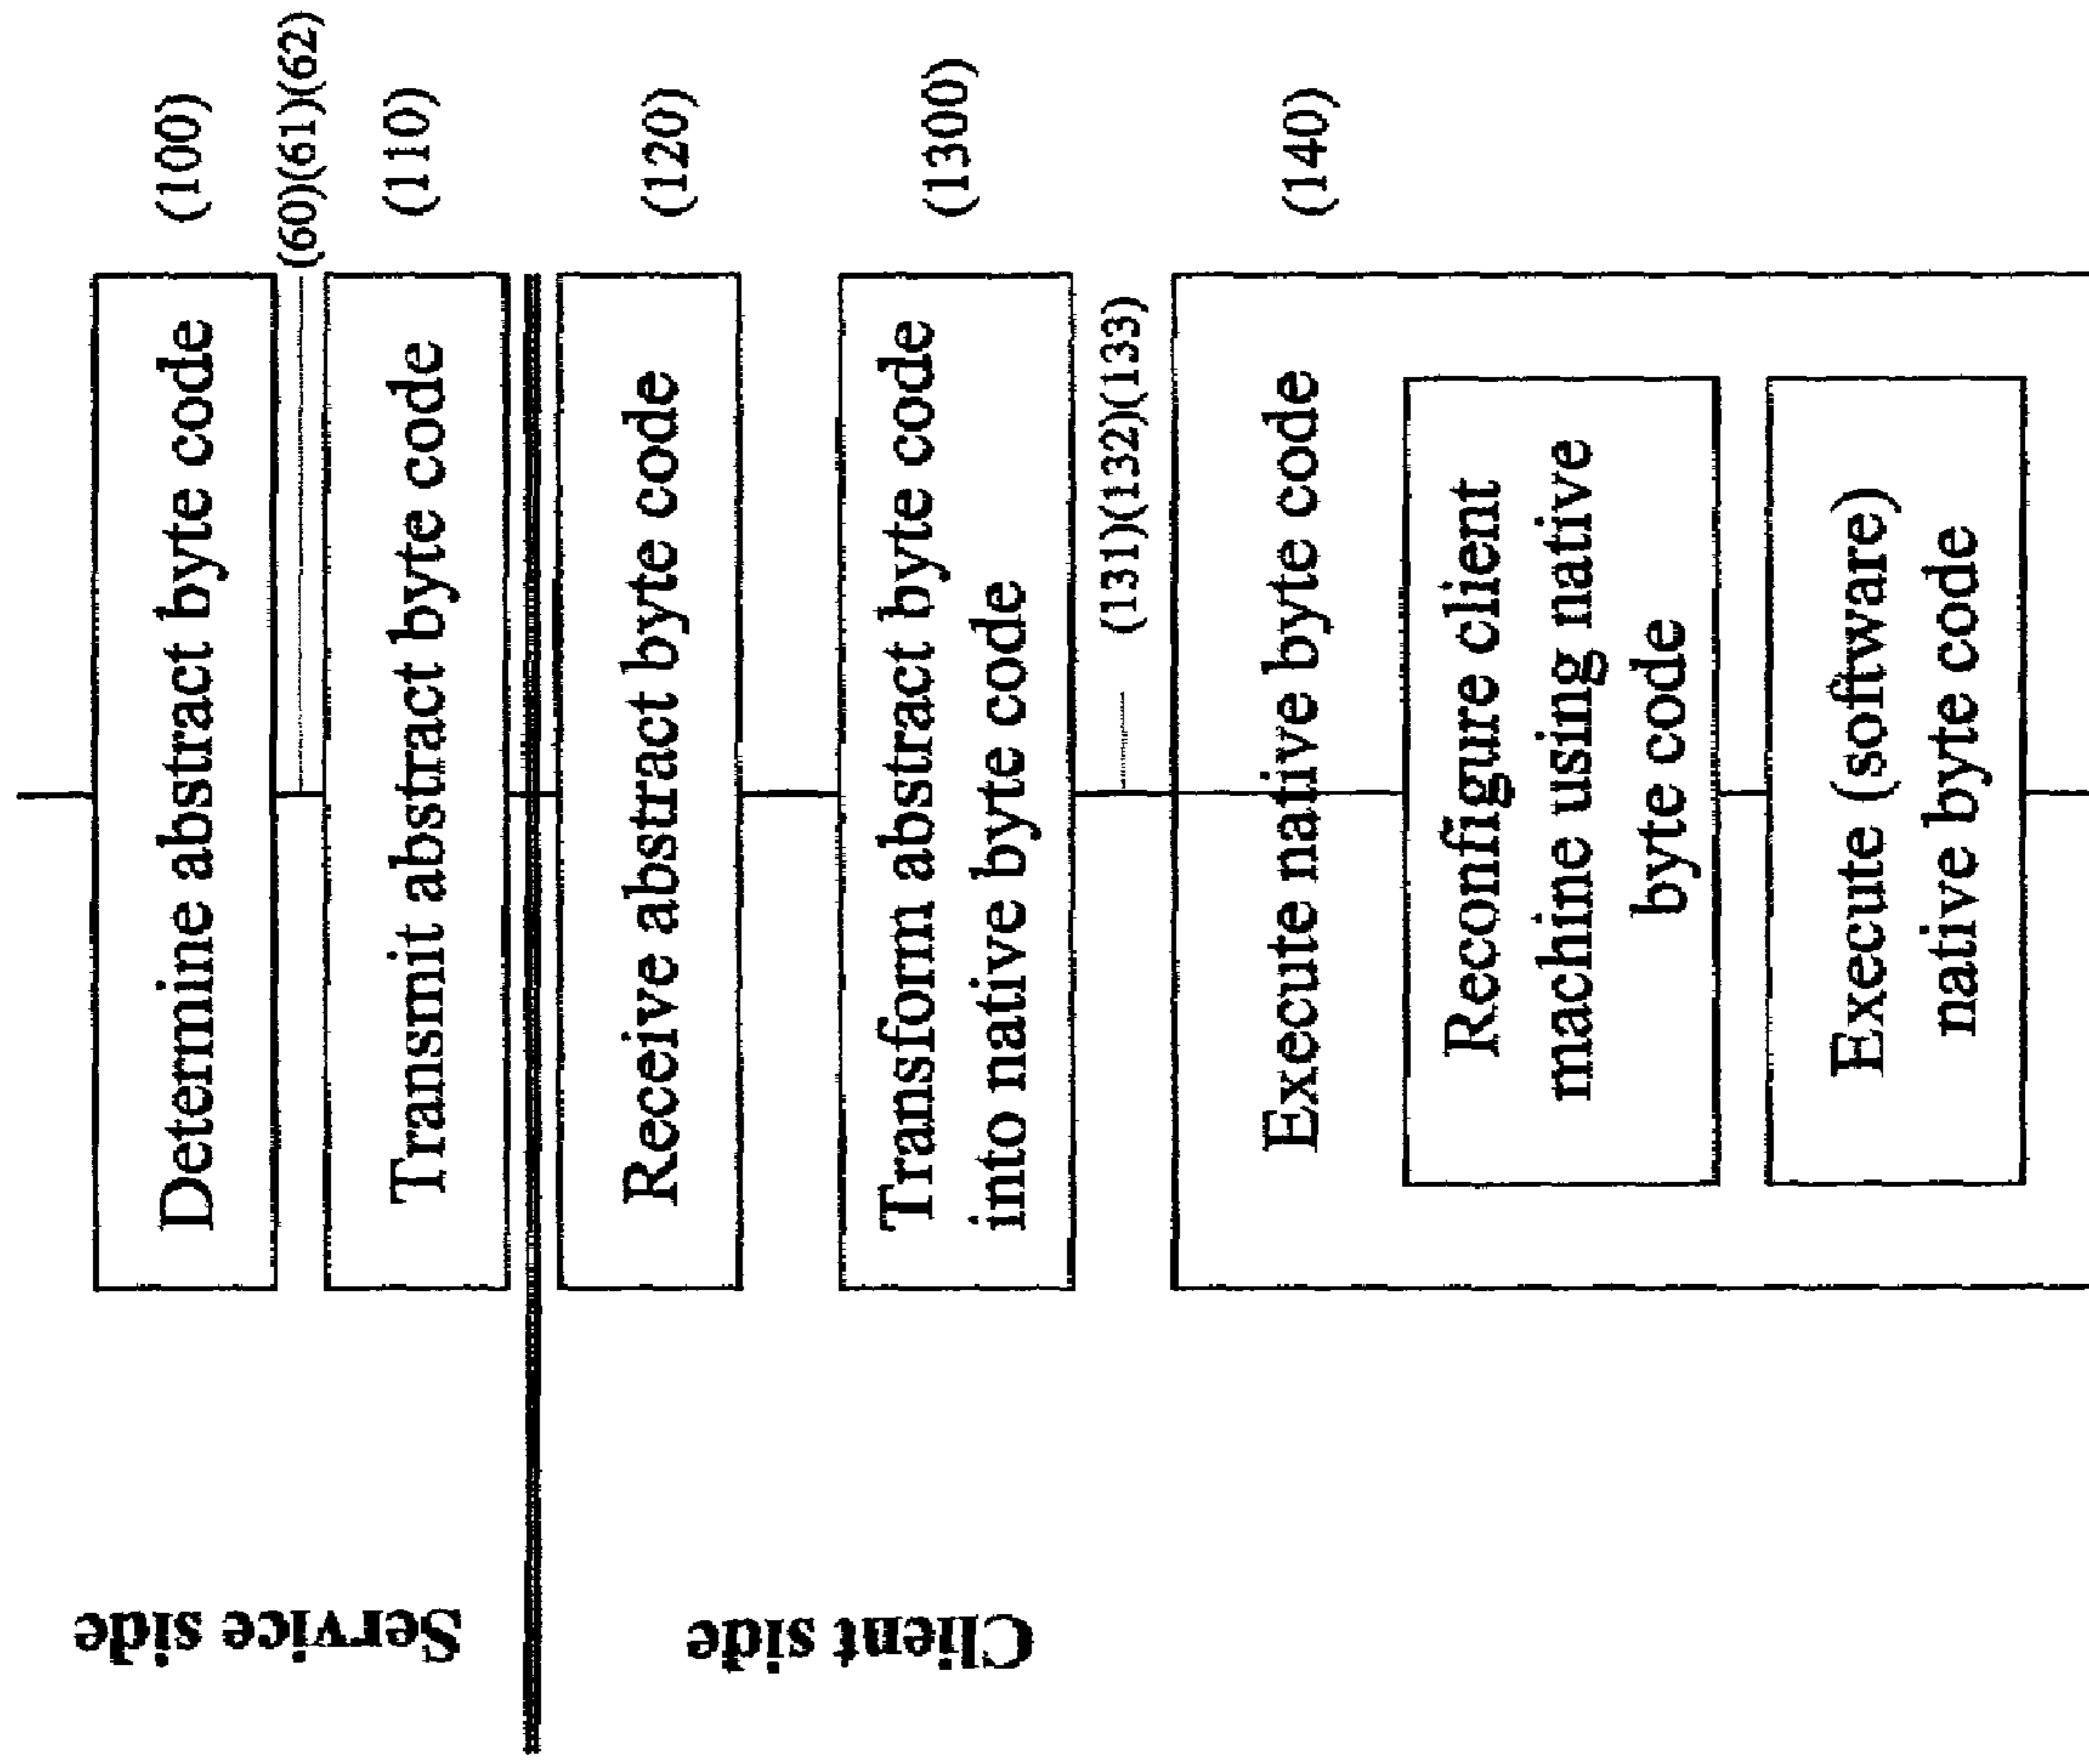 Service side
Determine abstract byte code
(100)
(60)(61)(62)
Transmit abstract byte code
(110)
Client side
Receive abstract byte code
(120)
Transform abstract byte code
into native byte code
(1300)
(131)(132)(133)
Execute native byte code
(140)
Reconfigure client
machine using native
byte code
Execute (software)
native byte code